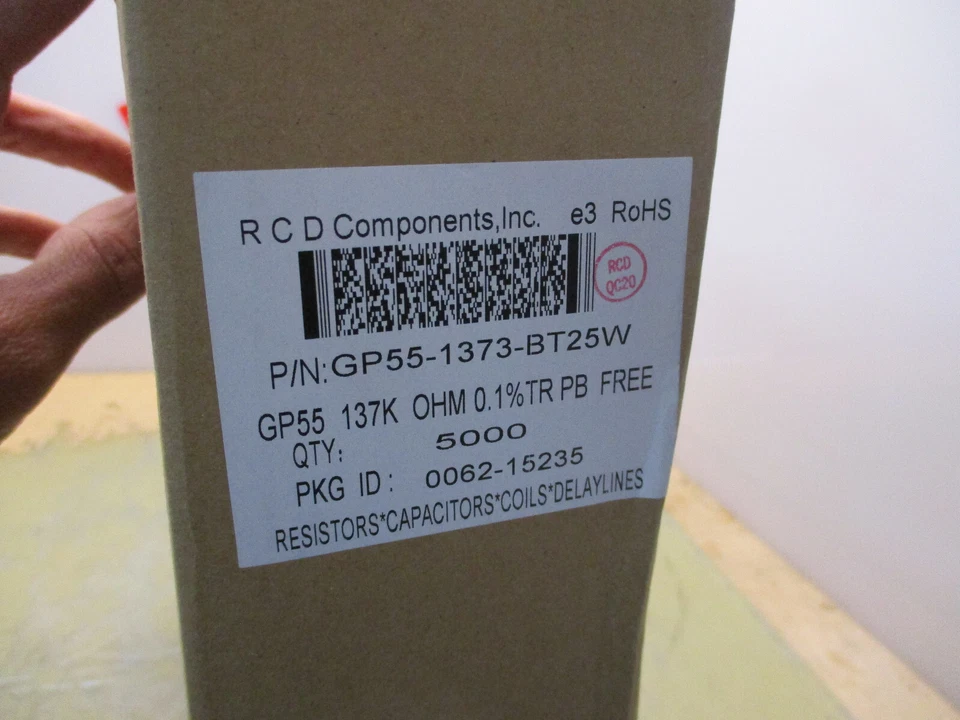 R C D Components,Inc. e3 RoHS
RCD
QC20
P/N:GP55-1373-BT25W
GP55 137K OHM 0.1%TR PB FREE
QTY: 5000
PKG ID: 0062-15235
RESISTORS*CAPACITORS*COILS*DELAYLINES